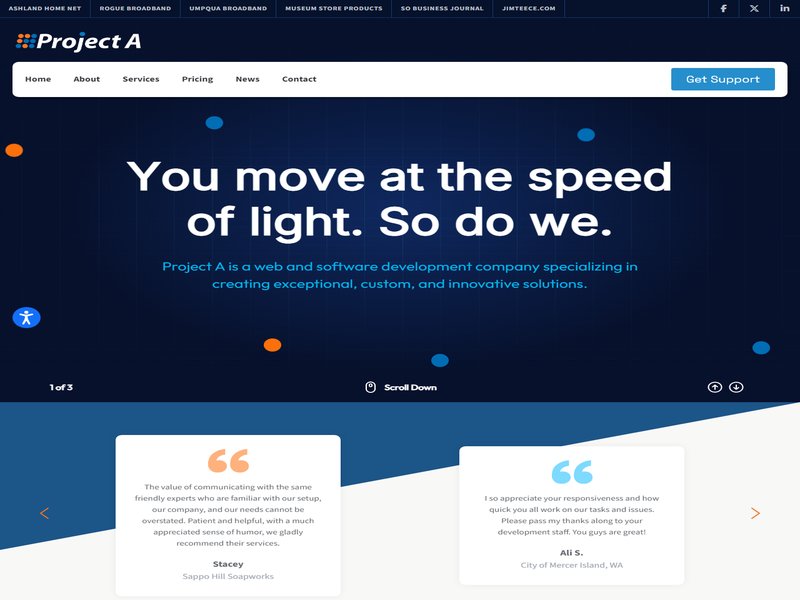 ASHLAND HOME NET ROGUE BROADBAND UMPQUA BROADBAND MUSEUM STORE PRODUCTS SO BUSINESS JOURNAL JIMTEECE.COM
Project A
Home About Services Pricing News Contact Get Support
You move at the speed
of light. So do we.
Project A is a web and software development company specializing in
creating exceptional, custom, and innovative solutions.
1 of 3 Scroll Down
The value of communicating with the same
friendly experts who are familiar with our setup,
our company, and our needs cannot be
overstated. Patient and helpful, with a much
appreciated sense of humor, we gladly
recommend their services.
Stacey
Sappo Hill Soapworks
I so appreciate your responsiveness and how
quick you all work on our tasks and issues.
Please pass my thanks along to your
development staff. You guys are great!
Ali S.
City of Mercer Island, WA